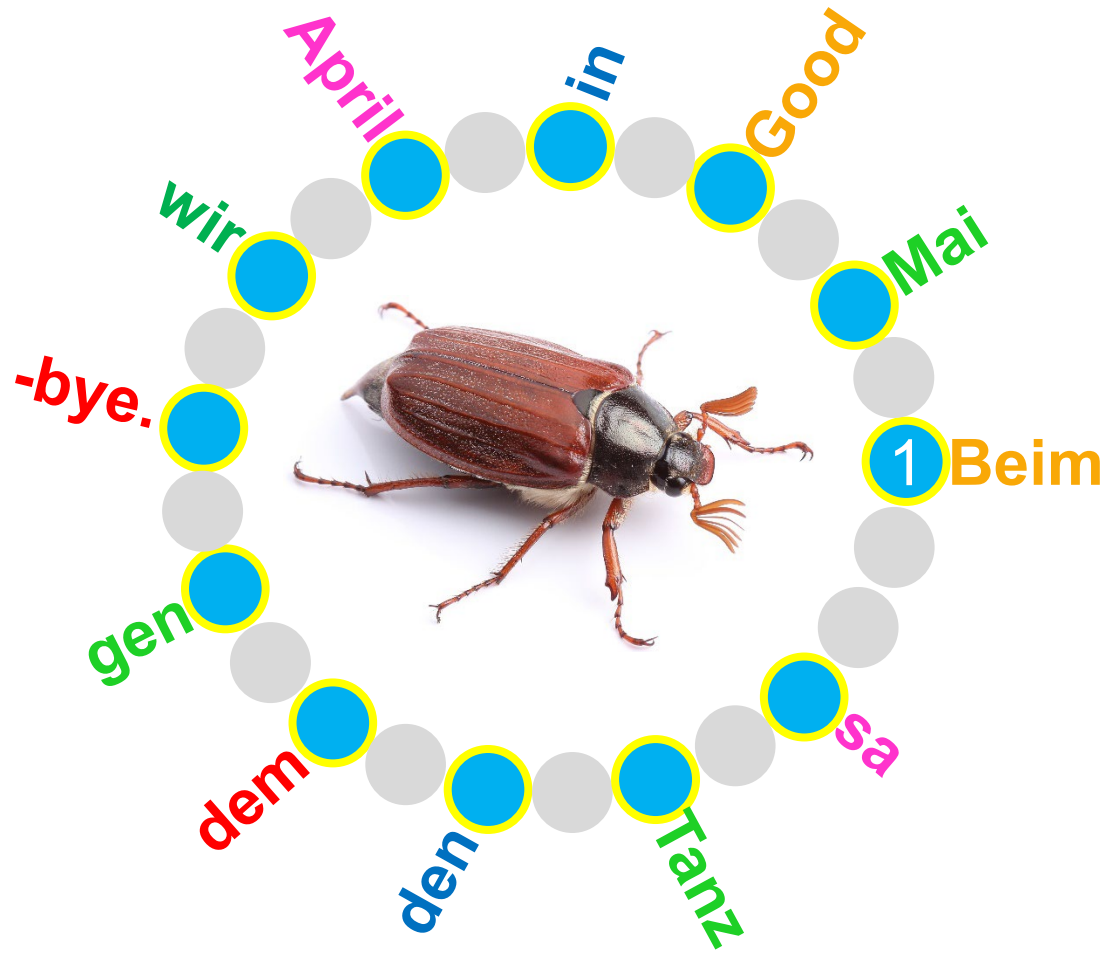 April
in
Good
wir
Mai
-bye.
1
Beim
gen
sa
dem
den
Tanz